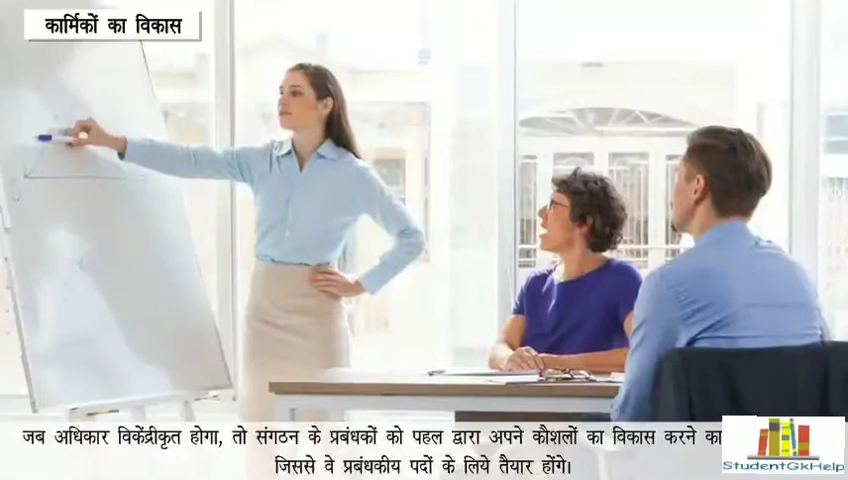 कार्मिकों का विकास
जब अधिकार विकेंद्रीकृत होगा, तो संगठन के प्रबंधकों को पहल द्वारा अपने कौशलों का विकास करने का
जिससे वे प्रबंधकीय पदों के लिये तैयार होंगे।
StudentGKHelp